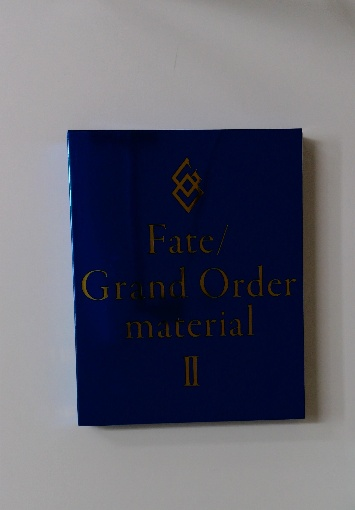 Fate/
Grand Order
material
II